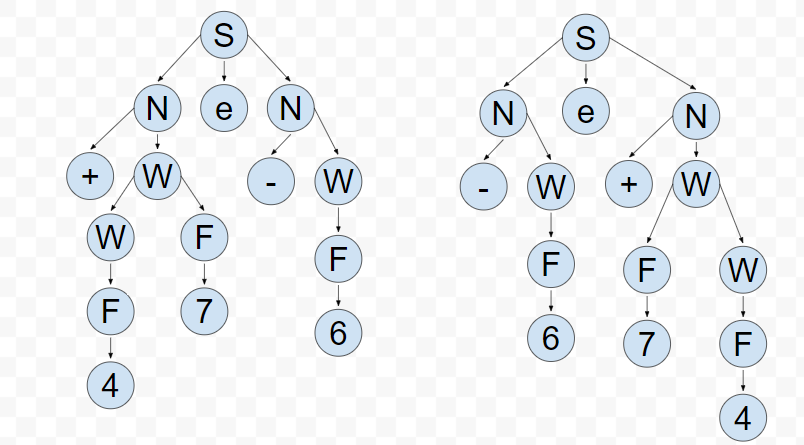 S S
N e N N e N
+ W - W - W + W
W F F F F W
F 7 6 6 7 F
4 4